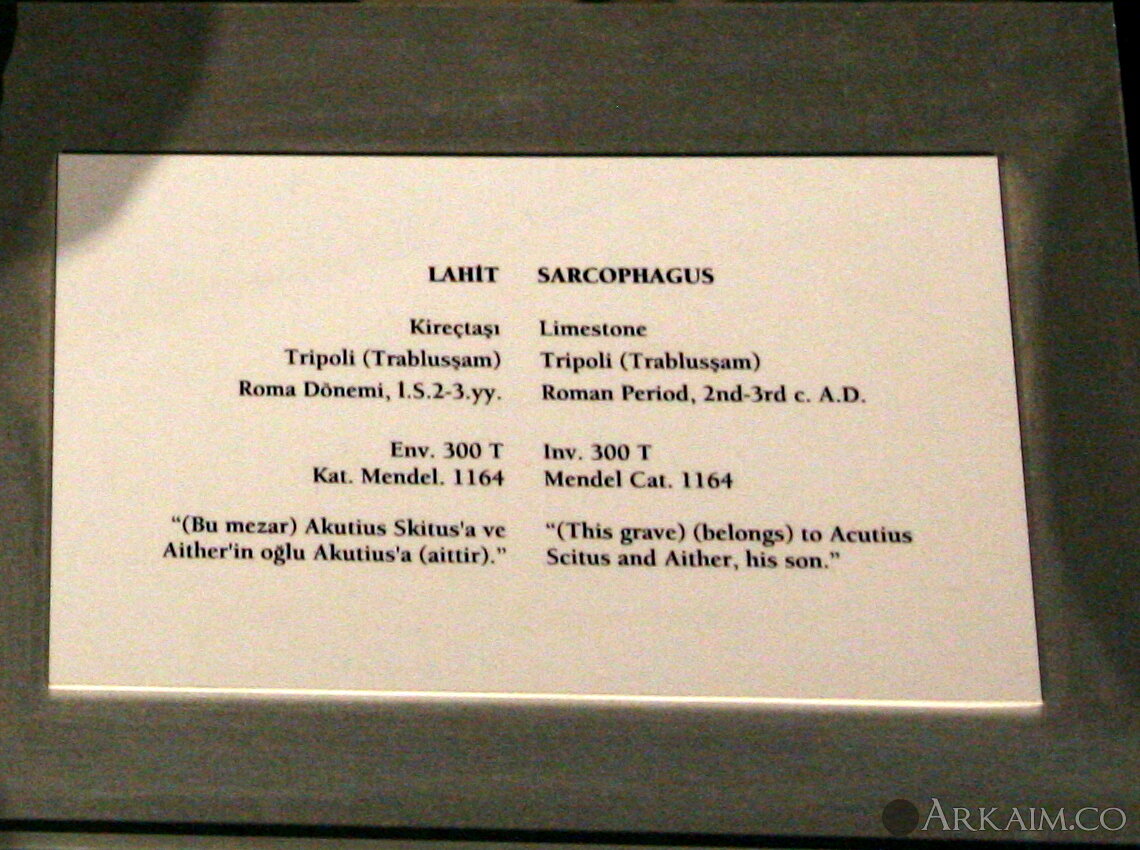 LAHİT
Kireçtaşı
Tripoli (Trablusşam)
Roma Dönemi, İ.S.2-3.yy.
Env. 300 T
Kat. Mendel. 1164
“(Bu mezar) Akutius Skitus'a ve
Aither'in oğlu Akutius'a (aittir).”
SARCOPHAGUS
Limestone
Tripoli (Trablusşam)
Roman Period, 2nd-3rd c. A.D.
Inv. 300 T
Mendel Cat. 1164
“(This grave) (belongs) to Acutius
Scitus and Aither, his son.”
ARKAIM.CO